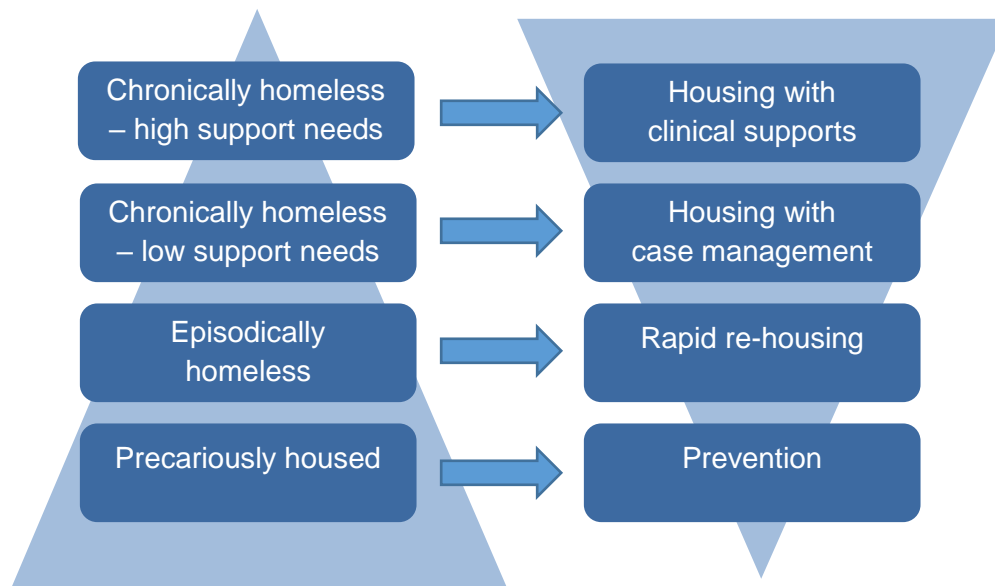 Chronically homeless
– high support needs
Housing with
clinical supports
Chronically homeless
– low support needs
Housing with
case management
Episodically
homeless
Rapid re-housing
Precariously housed
Prevention